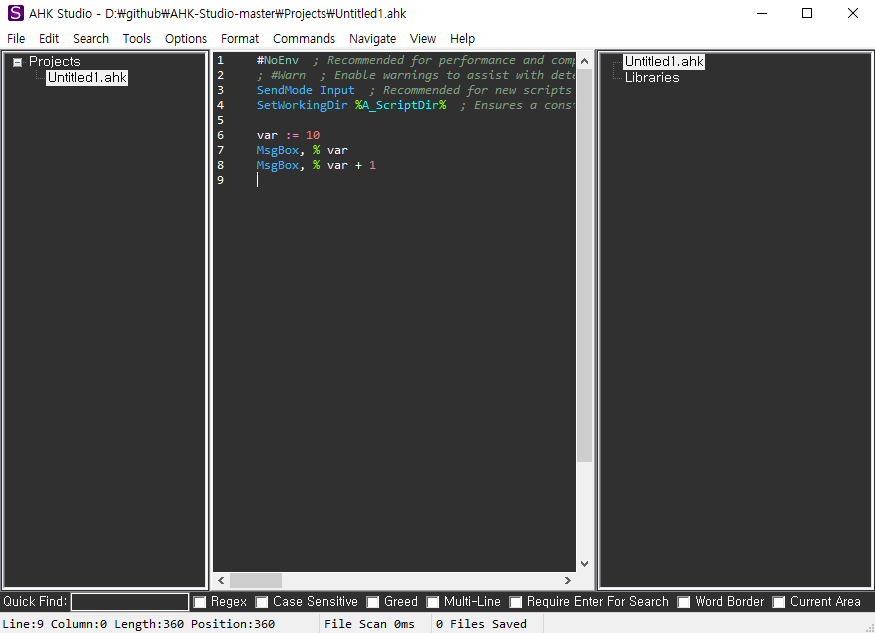 S AHK Studio - D:₩github₩AHK-Studio-master₩Projects₩Untitled1.ahk
File Edit Search Tools Options Format Commands Navigate View Help
Projects
Untitled1.ahk
1 #NoEnv ; Recommended for performance and comp
2 ; #Warn ; Enable warnings to assist with dete
3 SendMode Input ; Recommended for new scripts
4 SetWorkingDir %A_ScriptDir% ; Ensures a cons
5
6 var := 10
7 MsgBox, % var
8 MsgBox, % var + 1
9
Untitled1.ahk
Libraries
Quick Find: Regex Case Sensitive Greed Multi-Line Require Enter For Search Word Border Current Area
Line:9 Column:0 Length:360 Position:360 File Scan 0ms 0 Files Saved